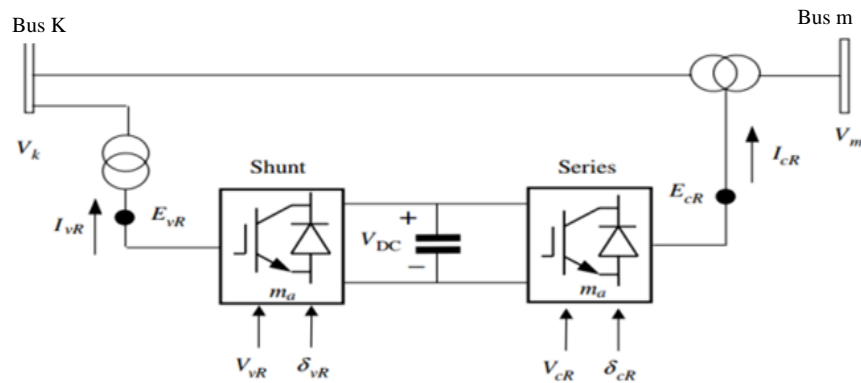 Bus K
Bus m
V_k
V_m
I_cR
Shunt
Series
E_vR
E_cR
I_vR
+
V_DC
−
m_a
m_a
V_vR
δ_vR
V_cR
δ_cR